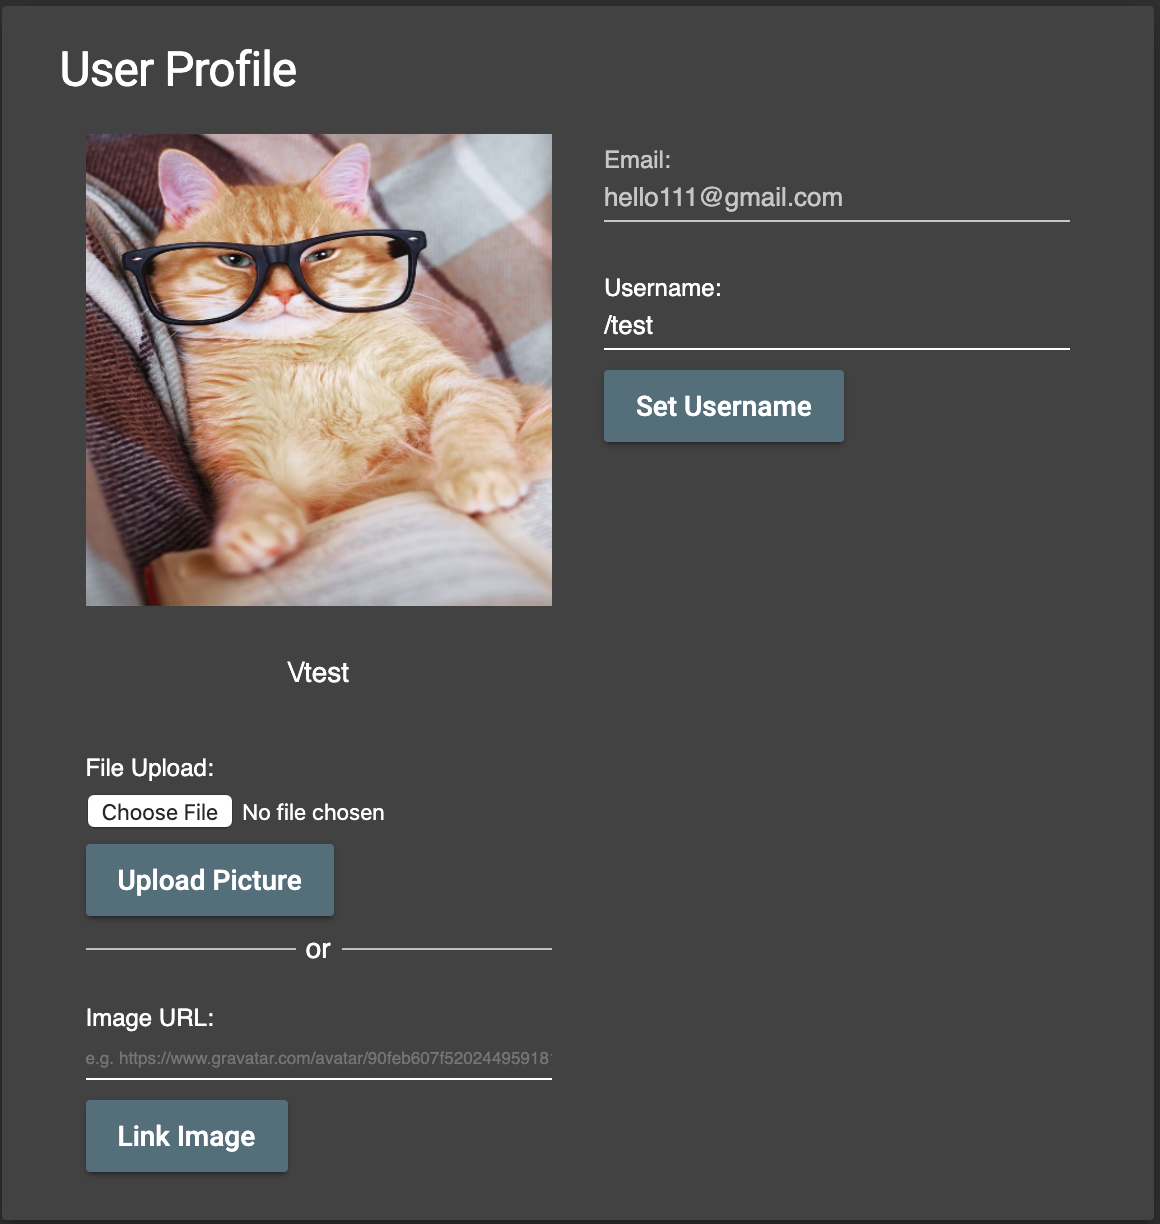 User Profile
Email:
hello111@gmail.com
Username:
/test
Set Username
\/test
File Upload:
Choose File No file chosen
Upload Picture
or
Image URL:
e.g. https://www.gravatar.com/avatar/90feb607f52024495918
Link Image